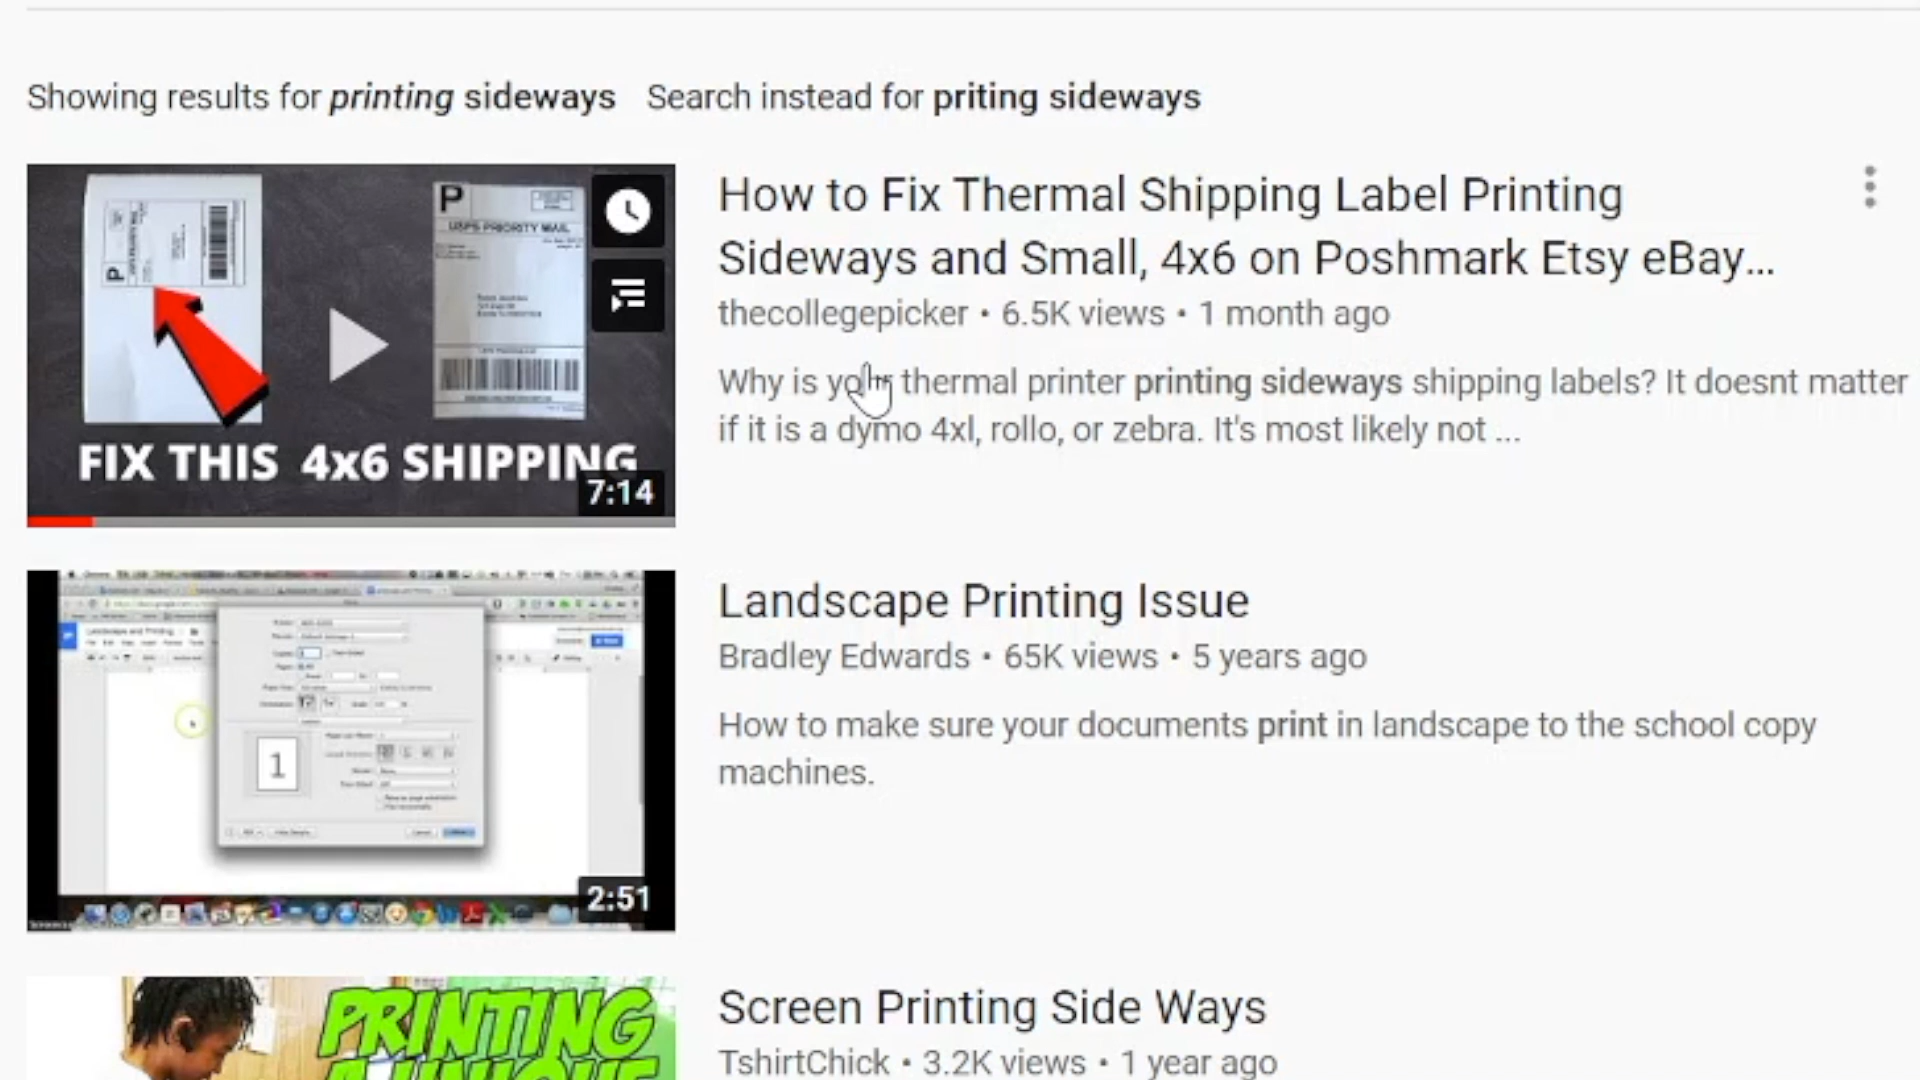 Showing results for printing sideways Search instead for priting sideways
P
USPS PRIORITY MAIL
P
FIX THIS 4x6 SHIPPING
7:14
How to Fix Thermal Shipping Label Printing
Sideways and Small, 4x6 on Poshmark Etsy eBay...
thecollegepicker • 6.5K views • 1 month ago
Why is your thermal printer printing sideways shipping labels? It doesnt matter
if it is a dymo 4xl, rollo, or zebra. It's most likely not ...
1
2:51
Landscape Printing Issue
Bradley Edwards • 65K views • 5 years ago
How to make sure your documents print in landscape to the school copy
machines.
PRINTING
A UNIQUE
Screen Printing Side Ways
TshirtChick • 3.2K views • 1 year ago